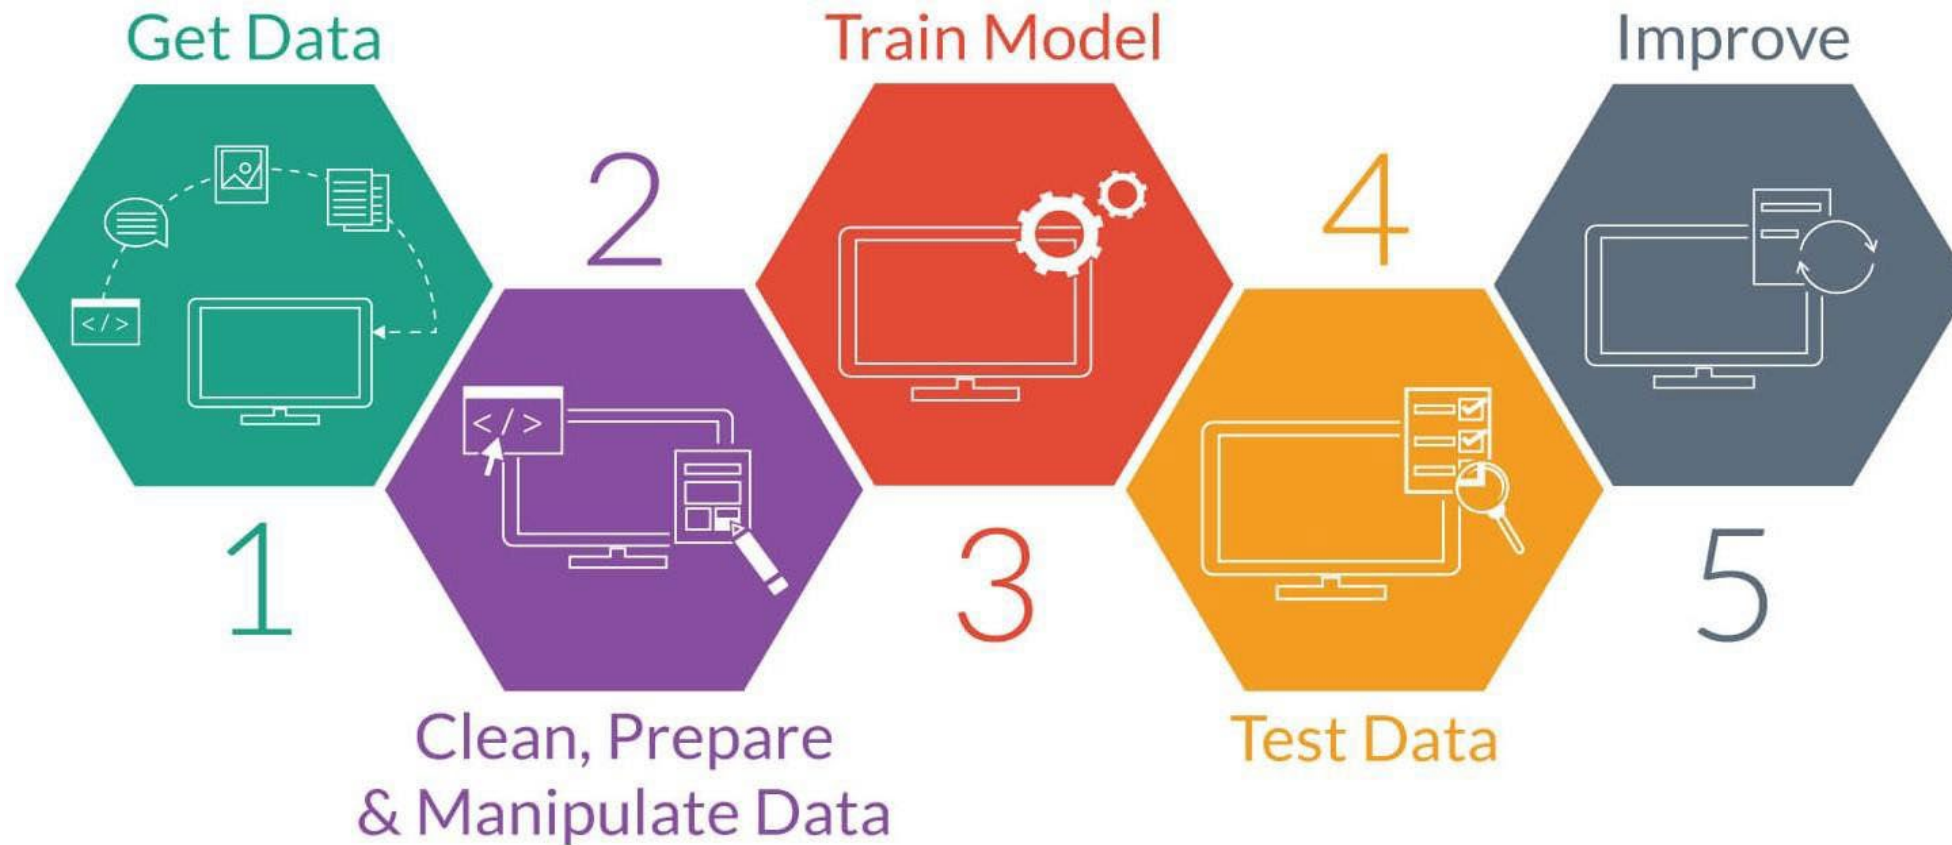 Get Data
1
2
Clean, Prepare
& Manipulate Data
Train Model
3
4
Test Data
Improve
5